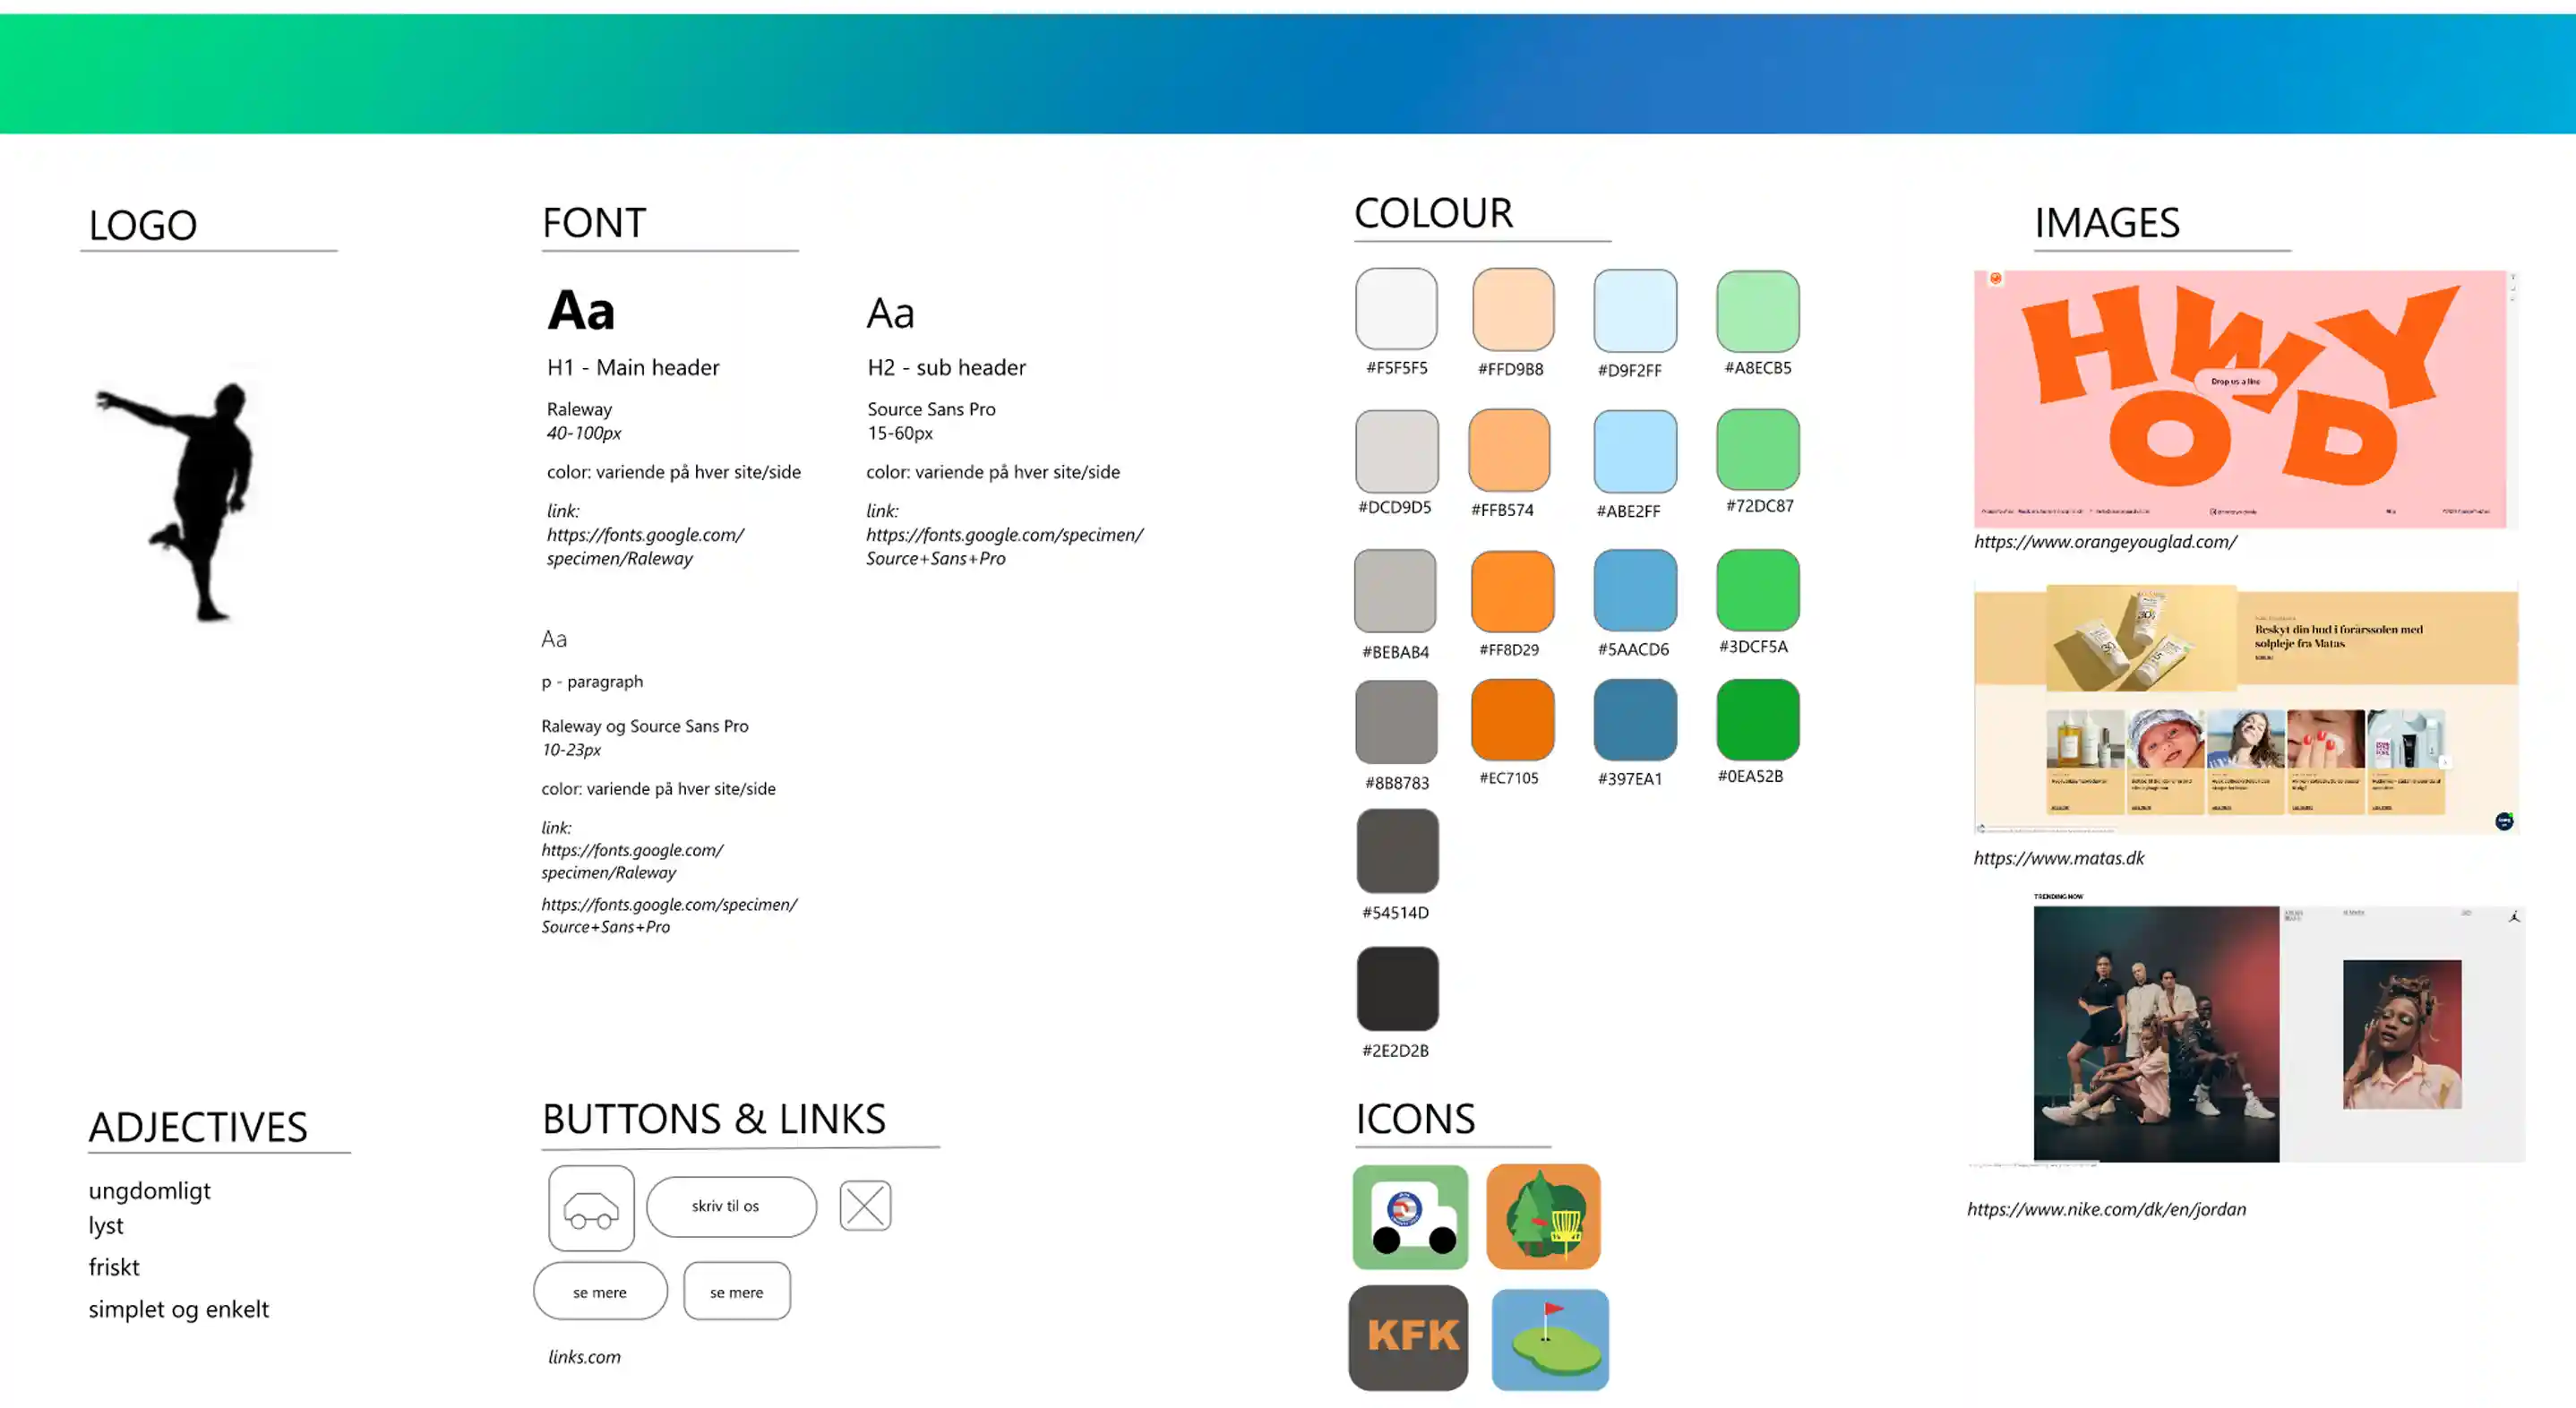 LOGO
FONT
Aa
H1 - Main header
Raleway
40-100px
color: variende på hver site/side
link:
https://fonts.google.com/
specimen/Raleway
Aa
H2 - sub header
Source Sans Pro
15-60px
color: variende på hver site/side
link:
https://fonts.google.com/specimen/
Source+Sans+Pro
Aa
p - paragraph
Raleway og Source Sans Pro
10-23px
color: variende på hver site/side
link:
https://fonts.google.com/
specimen/Raleway
https://fonts.google.com/specimen/
Source+Sans+Pro
COLOUR
#F5F5F5 #FFD9B8 #D9F2FF #A8ECB5
#DCD9D5 #FFB574 #ABE2FF #72DC87
#BEBAB4 #FF8D29 #5AACD6 #3DCF5A
#8B8783 #EC7105 #397EA1 #0EA52B
#54514D
#2E2D2B
IMAGES
HWY
OD
Drop us a line
https://www.orangeyouglad.com/
Beskyt din hud i forårssolen med
solpleje fra Matas
https://www.matas.dk
TRENDING NOW
https://www.nike.com/dk/en/jordan
ADJECTIVES
ungdomligt
lyst
friskt
simplet og enkelt
BUTTONS & LINKS
skriv til os
se mere
se mere
links.com
ICONS
KFK